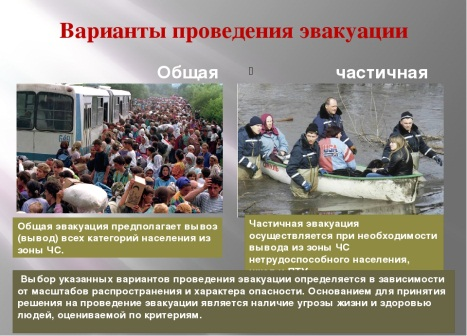 Варианты проведения эвакуации
Общая
частичная
Общая эвакуация предполагает вывоз
(вывод) всех категорий населения из
зоны ЧС.
Частичная эвакуация
осуществляется при необходимости
вывода из зоны ЧС
нетрудоспособного населения,
Выбор указанных вариантов проведения эвакуации определяется в зависимости
от масштабов распространения и характера опасности. Основанием для принятия
решения на проведение эвакуации является наличие угрозы жизни и здоровью
людей, оцениваемой по критериям.